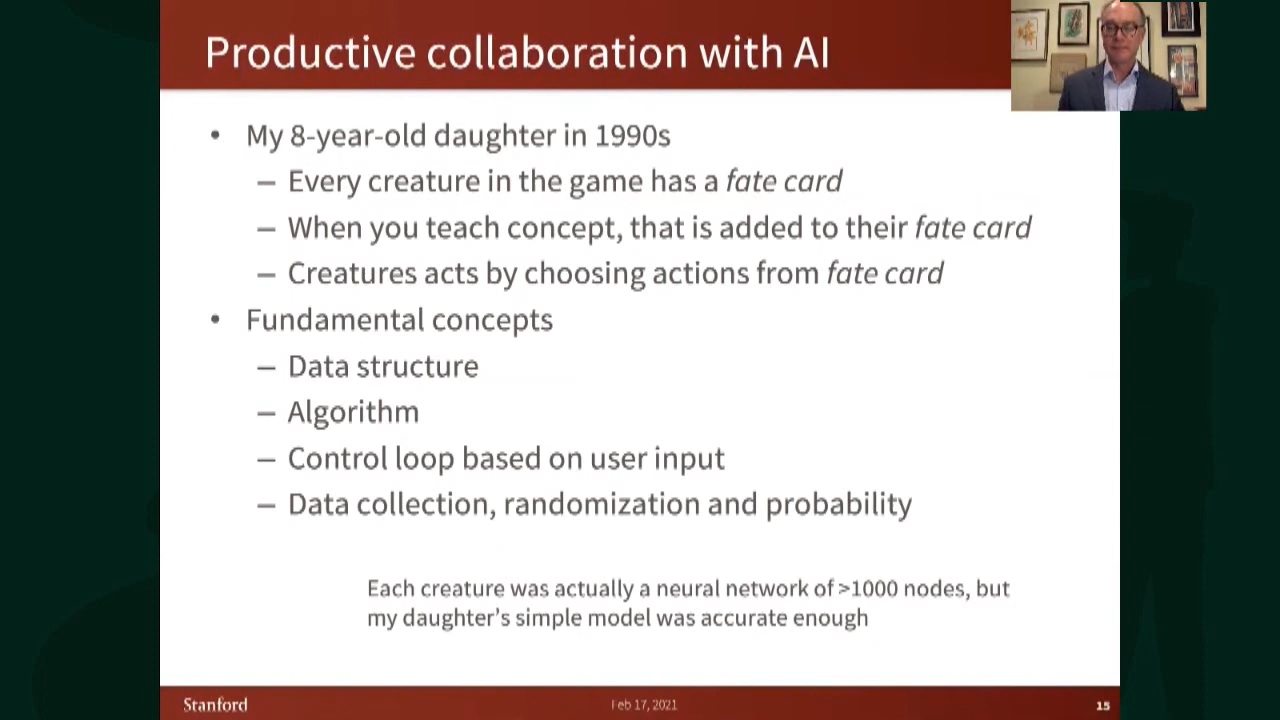 Productive collaboration with AI
• My 8-year-old daughter in 1990s
– Every creature in the game has a fate card
– When you teach concept, that is added to their fate card
– Creatures acts by choosing actions from fate card
• Fundamental concepts
– Data structure
– Algorithm
– Control loop based on user input
– Data collection, randomization and probability
Each creature was actually a neural network of >1000 nodes, but
my daughter's simple model was accurate enough
Stanford
Feb 17, 2021
15